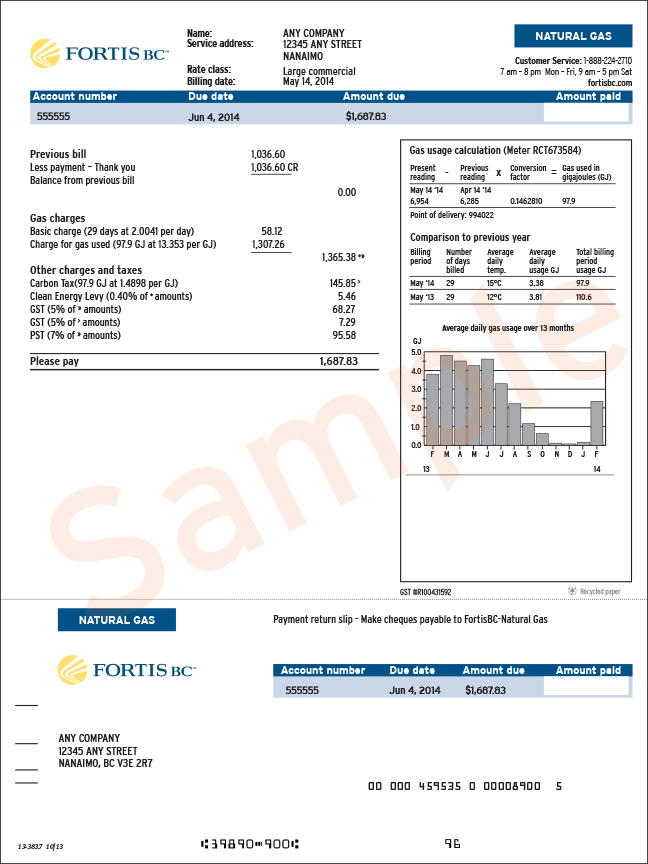 FORTIS BC™
Name: ANY COMPANY
Service address: 12345 ANY STREET
NANAIMO
Rate class: Large commercial
Billing date: May 14, 2014
NATURAL GAS
Customer Service: 1-888-224-2710
7 am – 8 pm Mon – Fri, 9 am – 5 pm Sat
fortisbc.com
Account number Due date Amount due Amount paid
555555 Jun 4, 2014 $1,687.83
Previous bill 1,036.60
Less payment – Thank you 1,036.60 CR
Balance from previous bill
0.00
Gas charges
Basic charge (29 days at 2.0041 per day) 58.12
Charge for gas used (97.9 GJ at 13.353 per GJ) 1,307.26
1,365.38
Other charges and taxes
Carbon Tax(97.9 GJ at 1.4898 per GJ) 145.85
Clean Energy Levy (0.40% of * amounts) 5.46
GST (5% of amounts) 68.27
GST (5% of amounts) 7.29
PST (7% of amounts) 95.58
Please pay 1,687.83
Gas usage calculation (Meter RCT673584)
Present reading - Previous reading x Conversion factor = Gas used in gigajoules (GJ)
May 14 '14 Apr 14 '14
6,954 6,285 0.1462810 97.9
Point of delivery: 994022
Comparison to previous year
Billing period Number of days billed Average daily temp. Average daily usage GJ Total billing period usage GJ
May '14 29 15°C 3.38 97.9
May '13 29 12°C 3.81 110.6
Average daily gas usage over 13 months
GJ
5.0
4.0
3.0
2.0
1.0
0.0
F M A M J J A S O N D J F
13 14
Sample
GST #R100431592
Recycled paper
NATURAL GAS
Payment return slip - Make cheques payable to FortisBC-Natural Gas
FORTIS BC™
Account number Due date Amount due Amount paid
555555 Jun 4, 2014 $1,687.83
ANY COMPANY
12345 ANY STREET
NANAIMO, BC V3E 2R7
00 000 459535 0 00008900 5
13-383.7 10/13
⑆39890⑉900⑆ 96